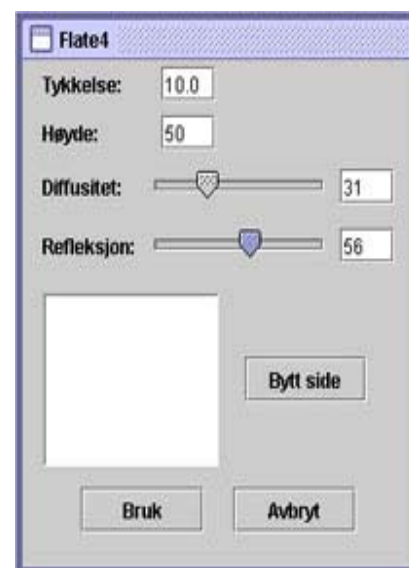 Flate4
Tykkelse: 10.0
Høyde: 50
Diffusitet: 31
Refleksjon: 56
Bytt side
Bruk Avbryt